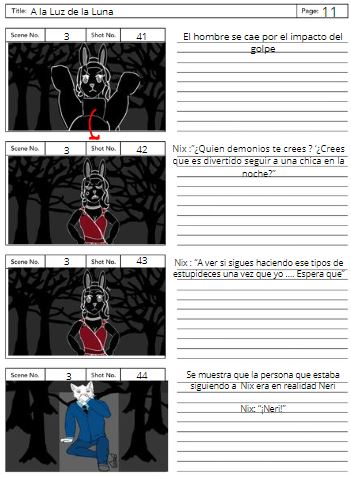 Title: A la Luz de la Luna Page: 11
Scene No. 3 Shot No. 41
El hombre se cae por el impacto del
golpe
Scene No. 3 Shot No. 42
Nix :"¿Quien demonios te crees ? ¿Crees
que es divertido seguir a una chica en la
noche?"
Scene No. 3 Shot No. 43
Nix : "A ver si sigues haciendo ese tipos de
estupideces una vez que yo .... Espera que"
Scene No. 3 Shot No. 44
Se muestra que la persona que estaba
siguiendo a Nix era en realidad Neri
Nix: "¡Neri!"